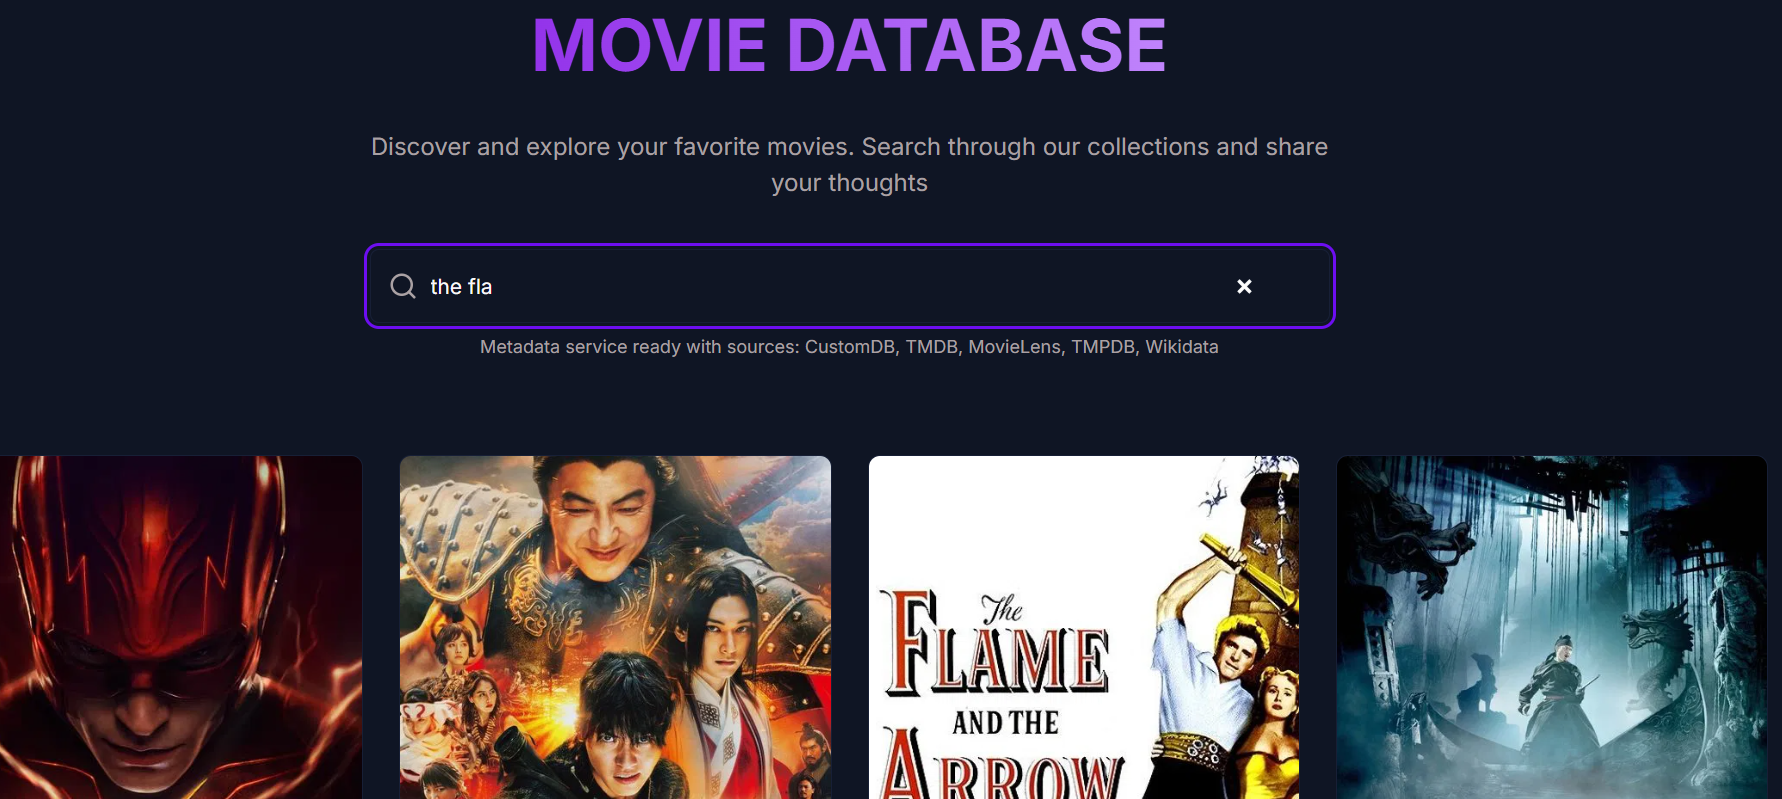 MOVIE DATABASE
Discover and explore your favorite movies. Search through our collections and share
your thoughts
the fla
Metadata service ready with sources: CustomDB, TMDB, MovieLens, TMPDB, Wikidata
The
FLAME
AND THE
ARROW